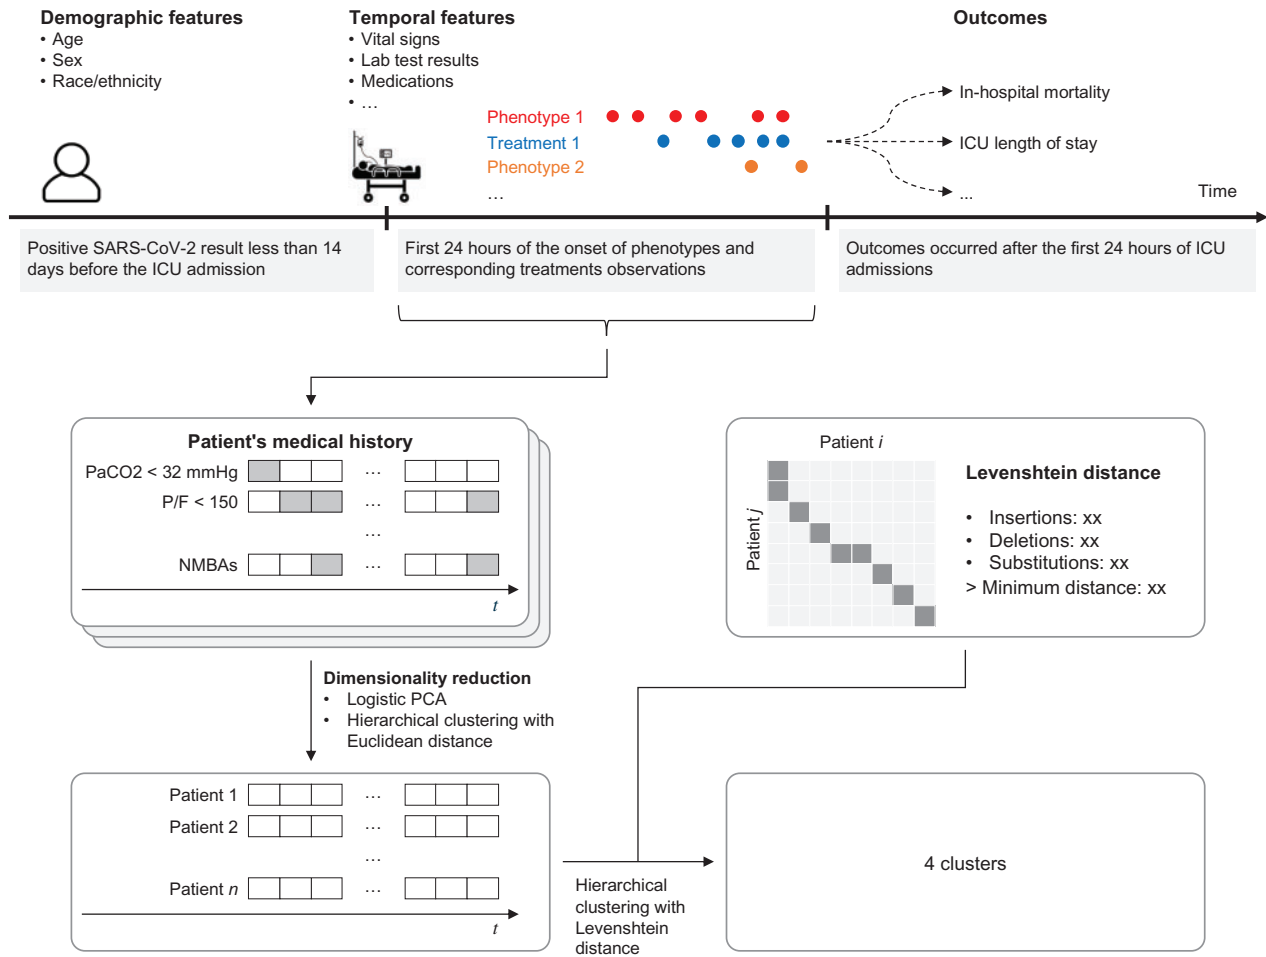 Demographic features
• Age
• Sex
• Race/ethnicity
Temporal features
• Vital signs
• Lab test results
• Medications
• ...
Phenotype 1
Treatment 1
Phenotype 2
...
Outcomes
In-hospital mortality
ICU length of stay
...
Time
Positive SARS-CoV-2 result less than 14
days before the ICU admission
First 24 hours of the onset of phenotypes and
corresponding treatments observations
Outcomes occurred after the first 24 hours of ICU
admissions
Patient's medical history
PaCO2 < 32 mmHg ...
P/F < 150 ...
...
NMBAs ...
t
Patient i
Patient j
Levenshtein distance
• Insertions: xx
• Deletions: xx
• Substitutions: xx
> Minimum distance: xx
Dimensionality reduction
• Logistic PCA
• Hierarchical clustering with
Euclidean distance
Patient 1 ...
Patient 2 ...
...
Patient n ...
t
Hierarchical
clustering with
Levenshtein
distance
4 clusters